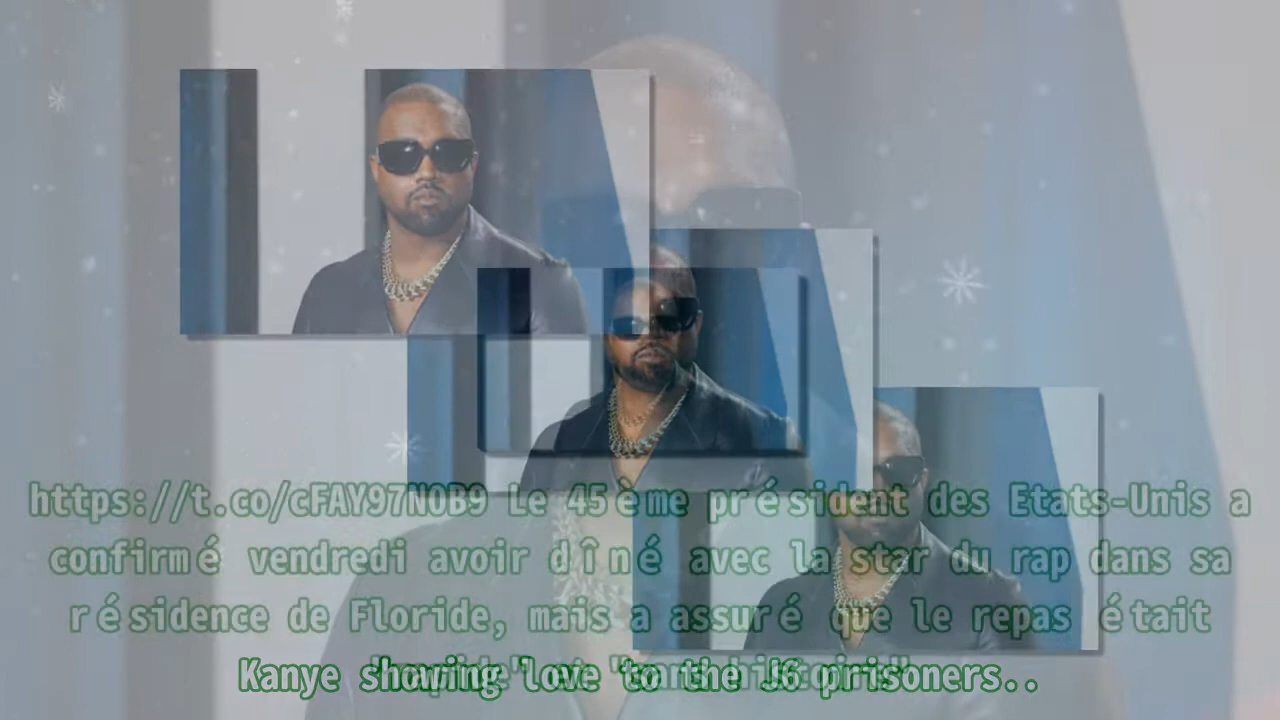 https://t.co/cFAY97NOB9 Le 45ème président des Etats-Unis a
confirmé vendredi avoir dîné avec la star du rap dans sa
résidence de Floride, mais a assuré que le repas était
Kanye showing love to the J6 prisoners..